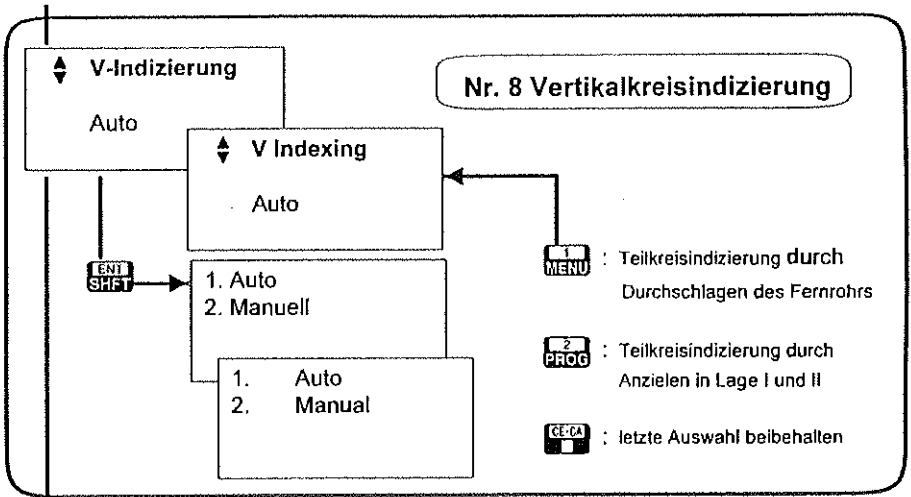 V-Indizierung
Auto
Nr. 8 Vertikalkreisindizierung
V Indexing
Auto
ENT
SHFT
1. Auto
2. Manuell
1. Auto
2. Manual
1
MENU
: Teilkreisindizierung durch
Durchschlagen des Fernrohrs
2
PROG
: Teilkreisindizierung durch
Anzielen in Lage I und II
CE·CA
: letzte Auswahl beibehalten